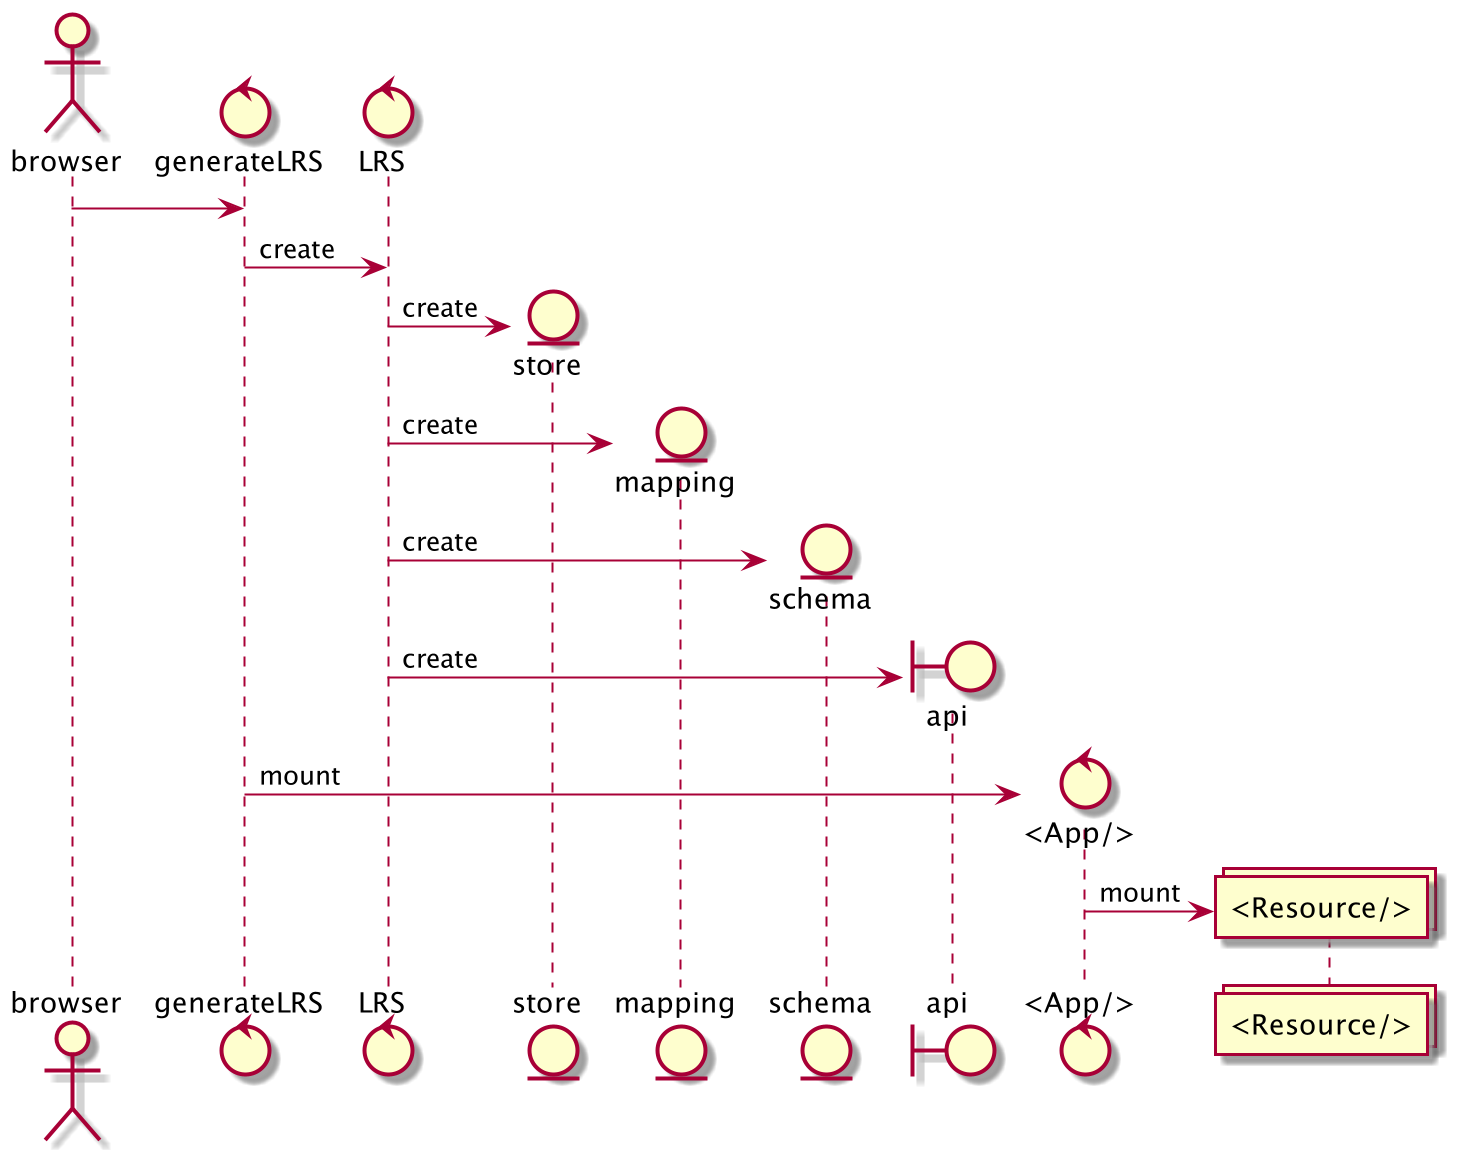 browser
generateLRS
LRS
create
create
store
create
mapping
create
schema
create
api
mount
<App/>
mount
<Resource/>
browser
generateLRS
LRS
store
mapping
schema
api
<App/>
<Resource/>